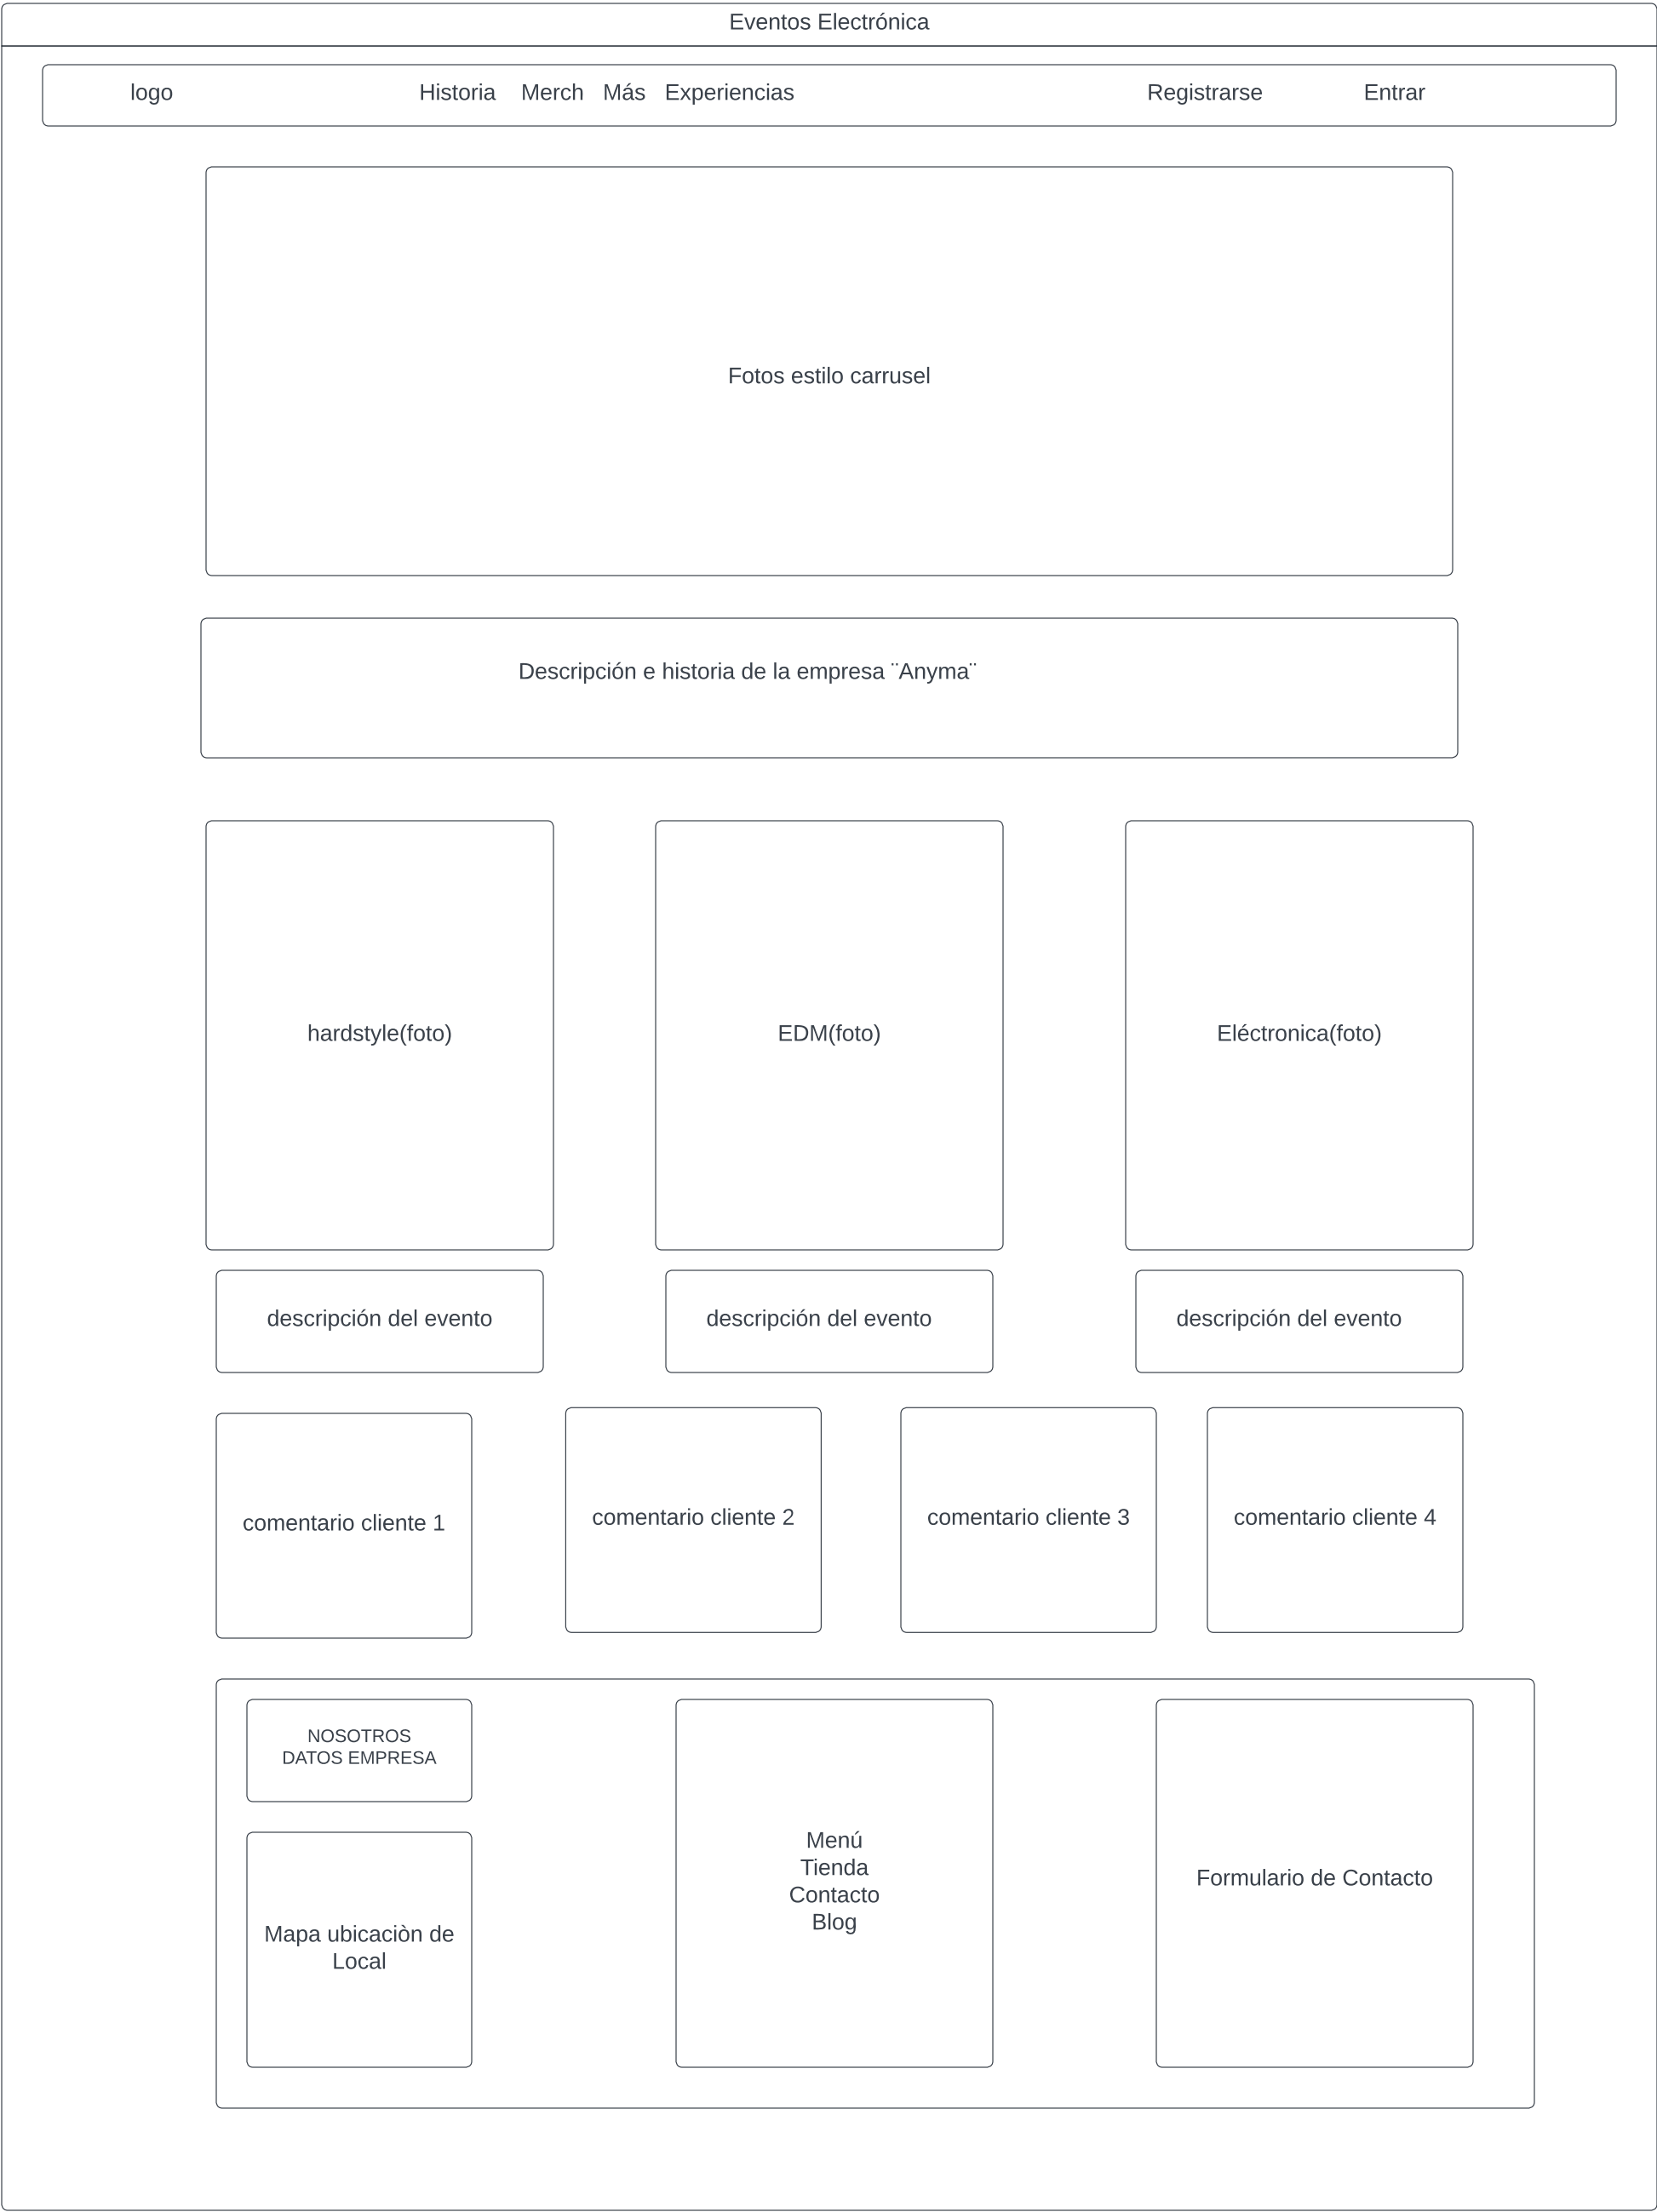 Eventos Electrónica
logo Historia Merch Más Experiencias Registrarse Entrar
Fotos estilo carrusel
Descripción e historia de la empresa ¨Anyma¨
hardstyle(foto) EDM(foto) Eléctronica(foto)
descripción del evento descripción del evento descripción del evento
comentario cliente 1 comentario cliente 2 comentario cliente 3 comentario cliente 4
NOSOTROS
DATOS EMPRESA
Mapa ubicaciòn de
Local
Menú
Tienda
Contacto
Blog
Formulario de Contacto